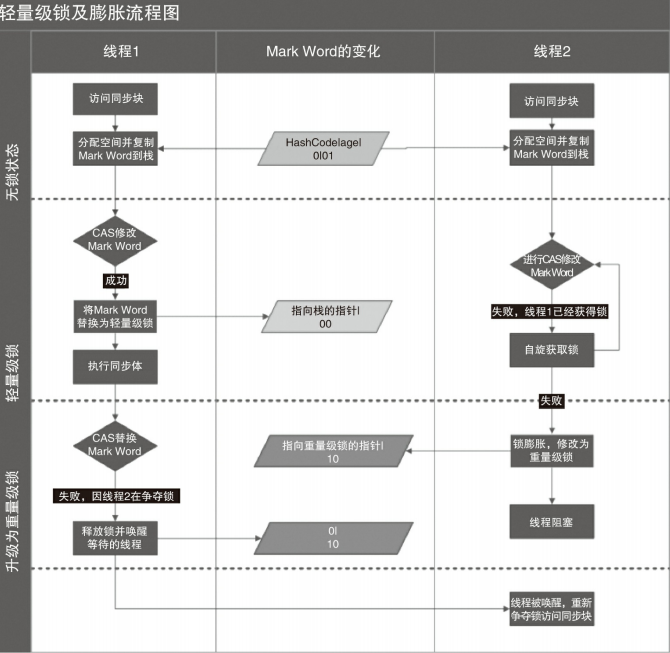 轻量级锁及膨胀流程图
线程1
Mark Word的变化
线程2
无锁状态
访问同步块
访问同步块
分配空间并复制
Mark Word到栈
HashCode|age|
0|01
分配空间并复制
Mark Word到栈
轻量级锁
CAS修改
Mark Word
进行CAS修改
Mark Word
成功
将Mark Word
替换为轻量级锁
指向栈的指针|
00
失败，线程1已经获得锁
自旋获取锁
执行同步体
失败
升级为重量级锁
CAS替换
Mark Word
指向重量级锁的指针|
10
锁膨胀，修改为
重量级锁
失败，因线程2在争夺锁
释放锁并唤醒
等待的线程
0|
10
线程阻塞
线程被唤醒，重新
争夺锁访问同步块